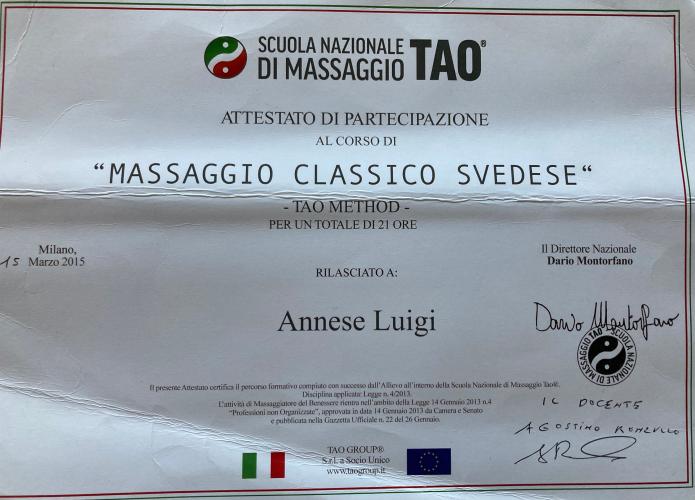 SCUOLA NAZIONALE
DI MASSAGGIO TAO®
ATTESTATO DI PARTECIPAZIONE
AL CORSO DI
“MASSAGGIO CLASSICO SVEDESE“
- TAO METHOD -
PER UN TOTALE DI 21 ORE
Milano,
15 Marzo 2015
Il Direttore Nazionale
Dario Montorfano
RILASCIATO A:
Annese Luigi
Dario Montorfano
SCUOLA NAZIONALE DI MASSAGGIO TAO
Il presente Attestato certifica il percorso formativo compiuto con successo dall'Allievo all'interno della Scuola Nazionale di Massaggio Tao®.
Disciplina applicata: Legge n. 4/2013.
L'attività di Massaggiatore del Benessere rientra nell'ambito della Legge 14 Gennaio 2013 n.4
“Professioni non Organizzate”, approvata in data 14 Gennaio 2013 da Camera e Senato
e pubblicata nella Gazzetta Ufficiale n. 22 del 26 Gennaio.
IL DOCENTE
AGOSTINO
TAO GROUP®
S.r.l. a Socio Unico
www.taogroup.it